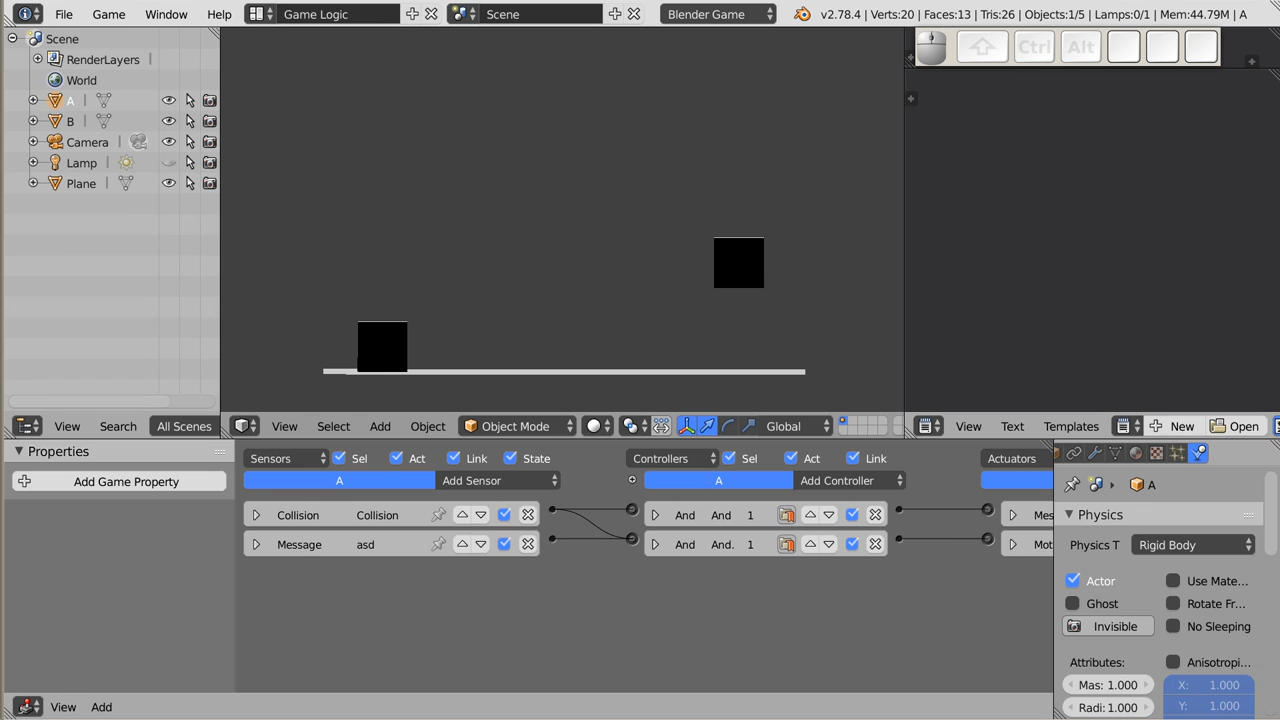 File Game Window Help Game Logic Scene Blender Game v2.78.4 | Verts:20 | Faces:13 | Tris:26 | Objects:1/5 | Lamps:0/1 | Mem:44.79M | A
Scene
RenderLayers
World
A
B
Camera
Lamp
Plane
Ctrl Alt
View Search All Scenes
View Select Add Object Object Mode Global
View Text Templates New Open
Properties
Add Game Property
Sensors Sel Act Link State
A Add Sensor
Collision Collision
Message asd
Controllers Sel Act Link
A Add Controller
And And 1
And And. 1
Actuators
Mes
Mot
A
Physics
Physics T Rigid Body
Actor Use Mate...
Ghost Rotate Fr...
Invisible No Sleeping
Attributes: Anisotropi...
Mas: 1.000 X: 1.000
Radi: 1.000 Y: 1.000
View Add